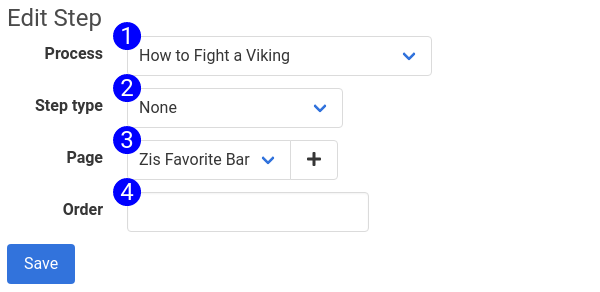 Edit Step
1
Process How to Fight a Viking
2
Step type None
3
Page Zis Favorite Bar +
4
Order
Save